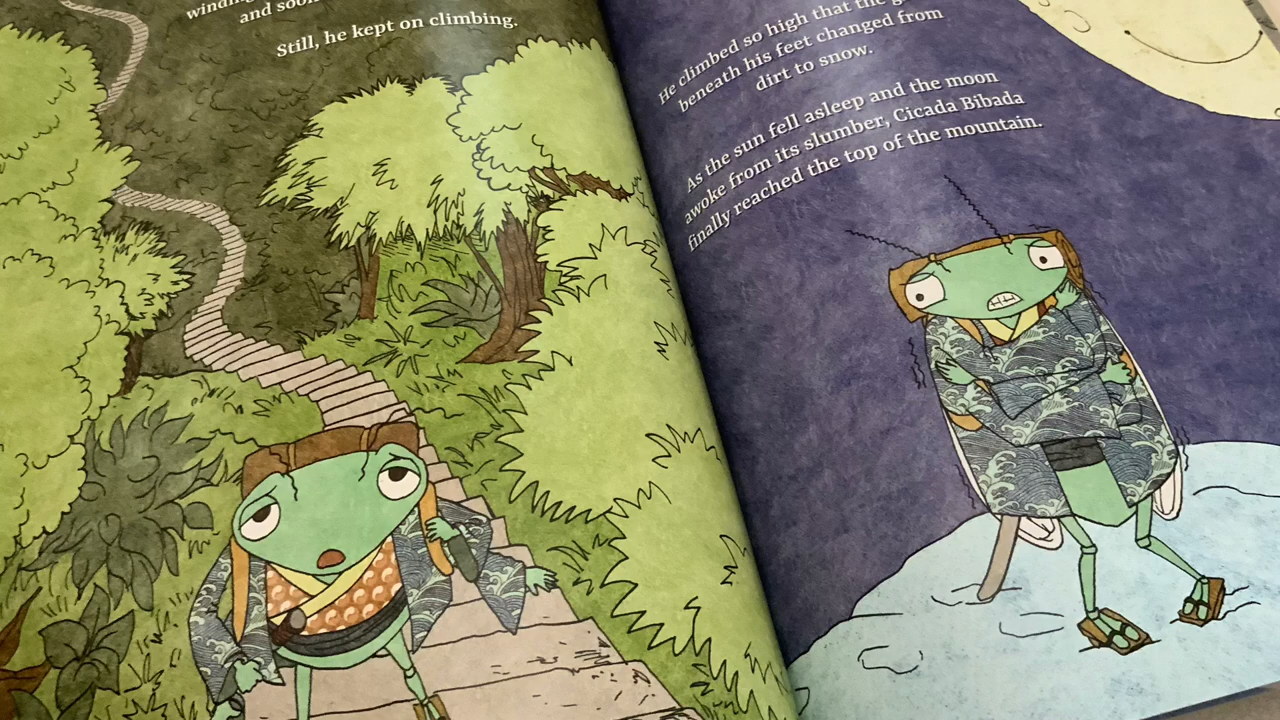 and soon
Still, he kept on climbing.
He climbed so high that the
beneath his feet changed from
dirt to snow.
As the sun fell asleep and the moon
awoke from its slumber, Cicada Bibada
finally reached the top of the mountain.